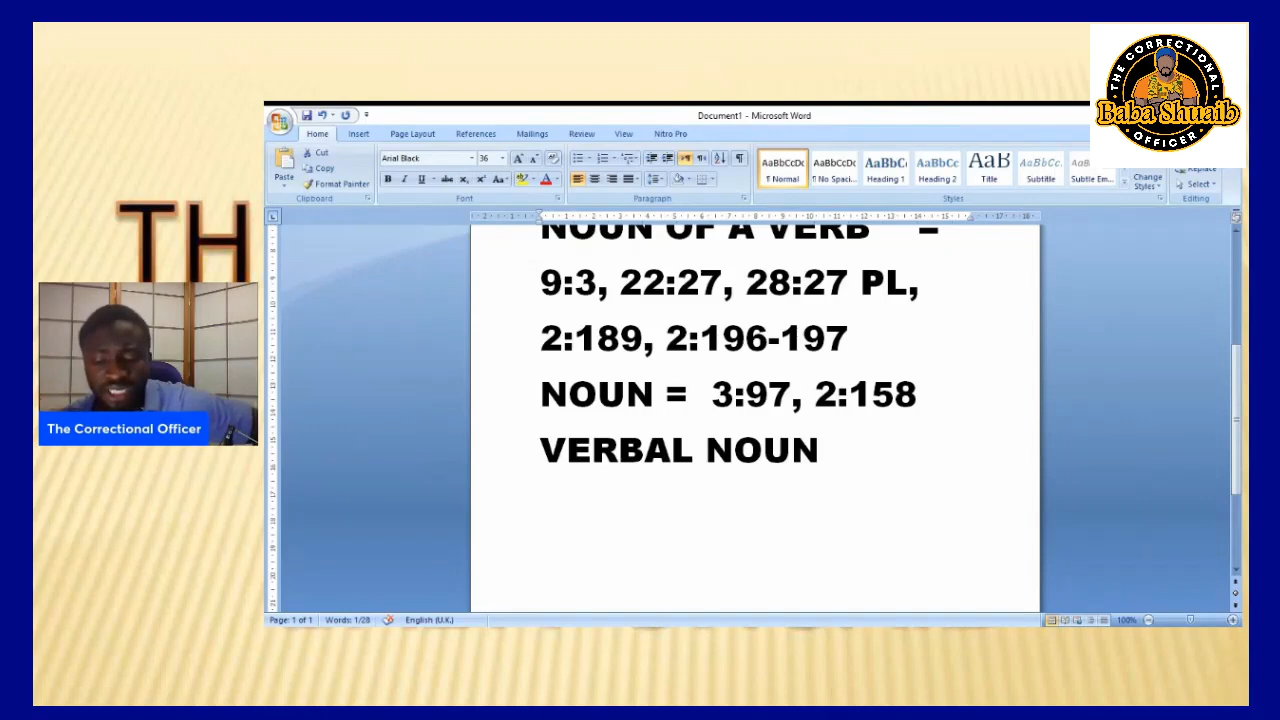 THE CORRECTIONAL
Baba Shuaib
OFFICER
TH
The Correctional Officer
Document1 - Microsoft Word
Home Insert Page Layout References Mailings Review View Nitro Pro
Paste
Cut
Copy
Format Painter
Clipboard
Arial Black 36
Font
Paragraph
AaBbCcDc AaBbCcDc AaBbC AaBbCc AaB AaBbCc.
¶ Normal ¶ No Spaci... Heading 1 Heading 2 Title Subtitle Subtle Em...
Change Styles
Styles
Replace
Select
Editing
NOUN OF A VERB =
9:3, 22:27, 28:27 PL,
2:189, 2:196-197
NOUN = 3:97, 2:158
VERBAL NOUN
Page: 1 of 1 Words: 1/28 English (U.K.) 100%